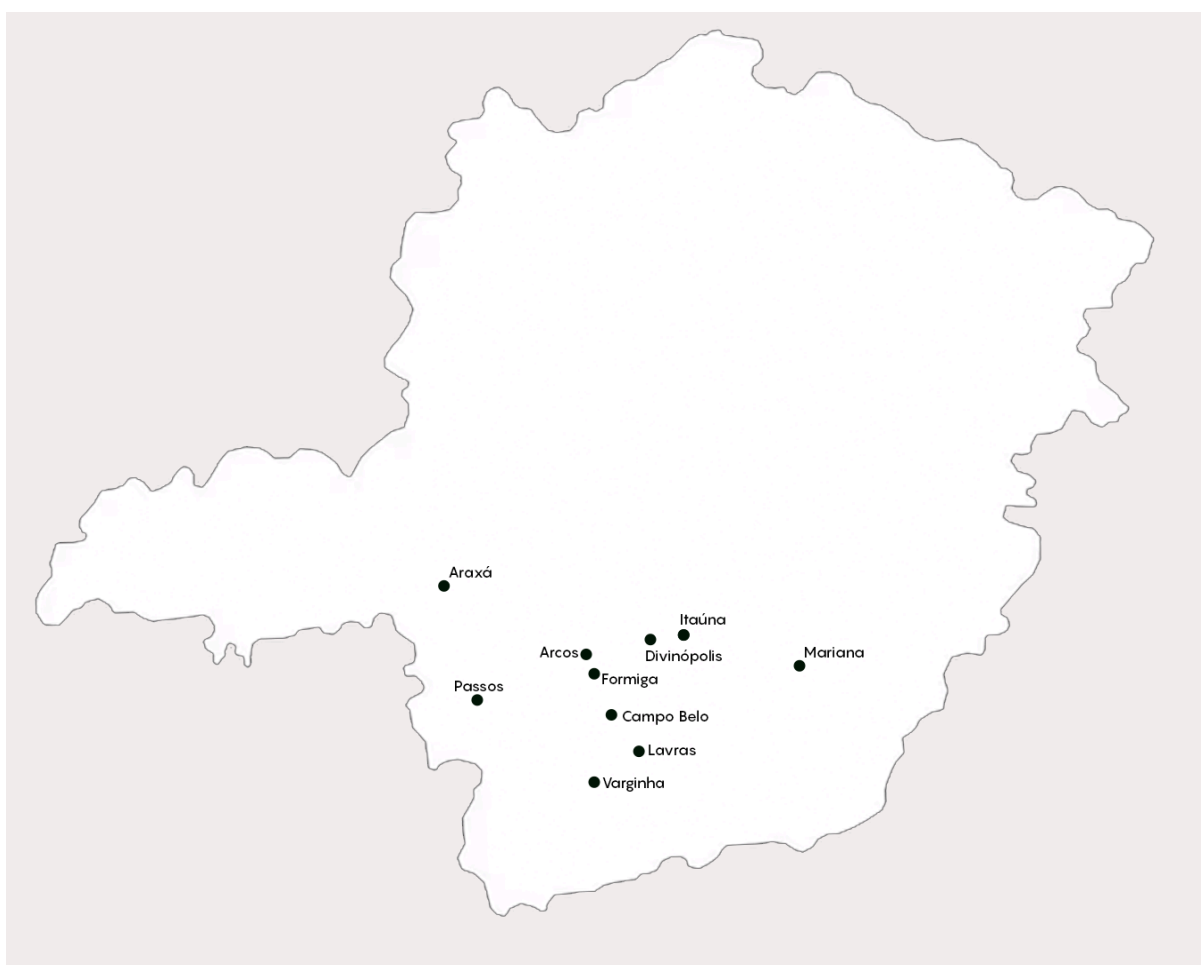 Araxá
Itaúna
Divinópolis
Arcos
Mariana
Formiga
Passos
Campo Belo
Lavras
Varginha